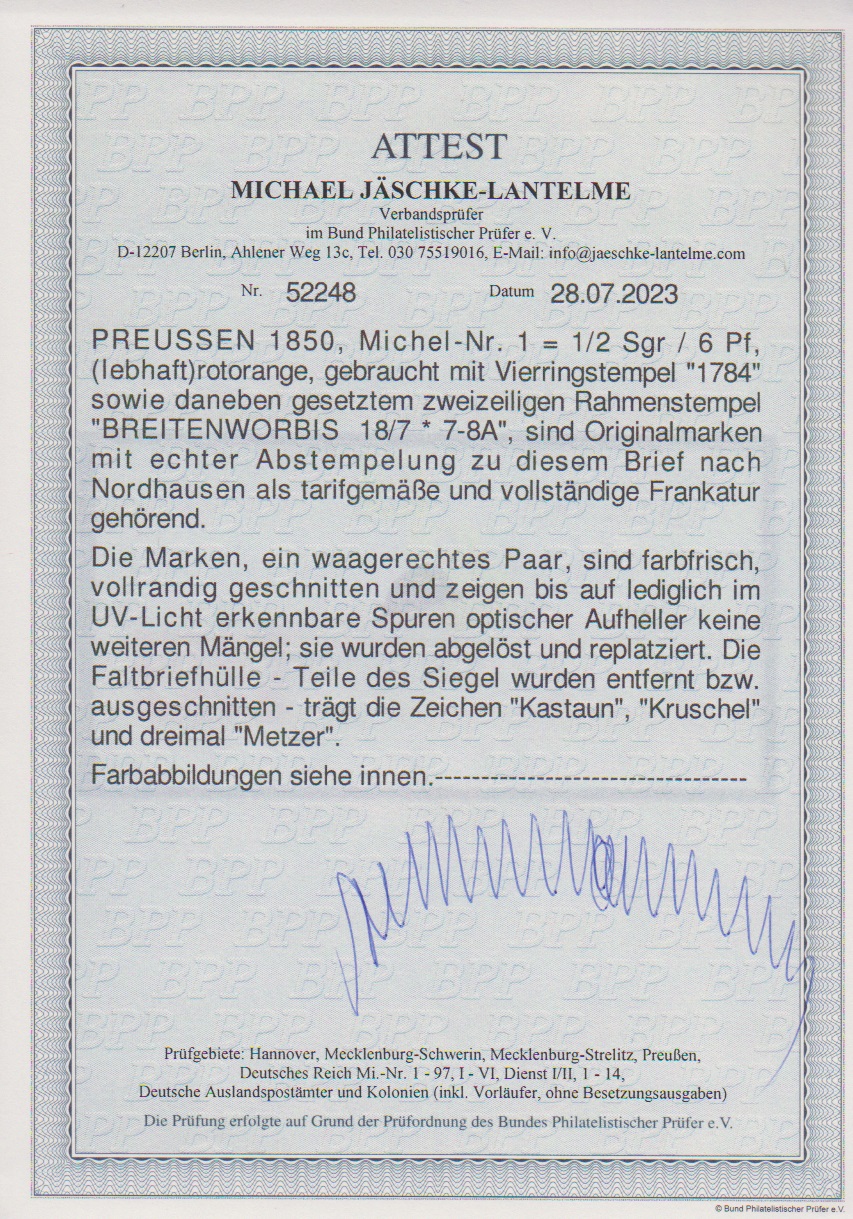 ATTEST
MICHAEL JÄSCHKE-LANTELME
Verbandsprüfer
im Bund Philatelistischer Prüfer e. V.
D-12207 Berlin, Ahlener Weg 13c, Tel. 030 75519016, E-Mail: info@jaeschke-lantelme.com
Nr. 52248 Datum 28.07.2023
PREUSSEN 1850, Michel-Nr. 1 = 1/2 Sgr / 6 Pf,
(lebhaft)rotorange, gebraucht mit Vierringstempel "1784"
sowie daneben gesetztem zweizeiligen Rahmenstempel
"BREITENWORBIS 18/7 * 7-8A", sind Originalmarken
mit echter Abstempelung zu diesem Brief nach
Nordhausen als tarifgemäße und vollständige Frankatur
gehörend.
Die Marken, ein waagerechtes Paar, sind farbfrisch,
vollrandig geschnitten und zeigen bis auf lediglich im
UV-Licht erkennbare Spuren optischer Aufheller keine
weiteren Mängel; sie wurden abgelöst und replatziert. Die
Faltbriefhülle - Teile des Siegel wurden entfernt bzw.
ausgeschnitten - trägt die Zeichen "Kastaun", "Kruschel"
und dreimal "Metzer".
Farbabbildungen siehe innen.----------------------------------
Prüfgebiete: Hannover, Mecklenburg-Schwerin, Mecklenburg-Strelitz, Preußen,
Deutsches Reich Mi.-Nr. 1 - 97, I - VI, Dienst I/II, 1 - 14,
Deutsche Auslandspostämter und Kolonien (inkl. Vorläufer, ohne Besetzungsausgaben)
Die Prüfung erfolgte auf Grund der Prüfordnung des Bundes Philatelistischer Prüfer e.V.
© Bund Philatelistischer Prüfer e.V.